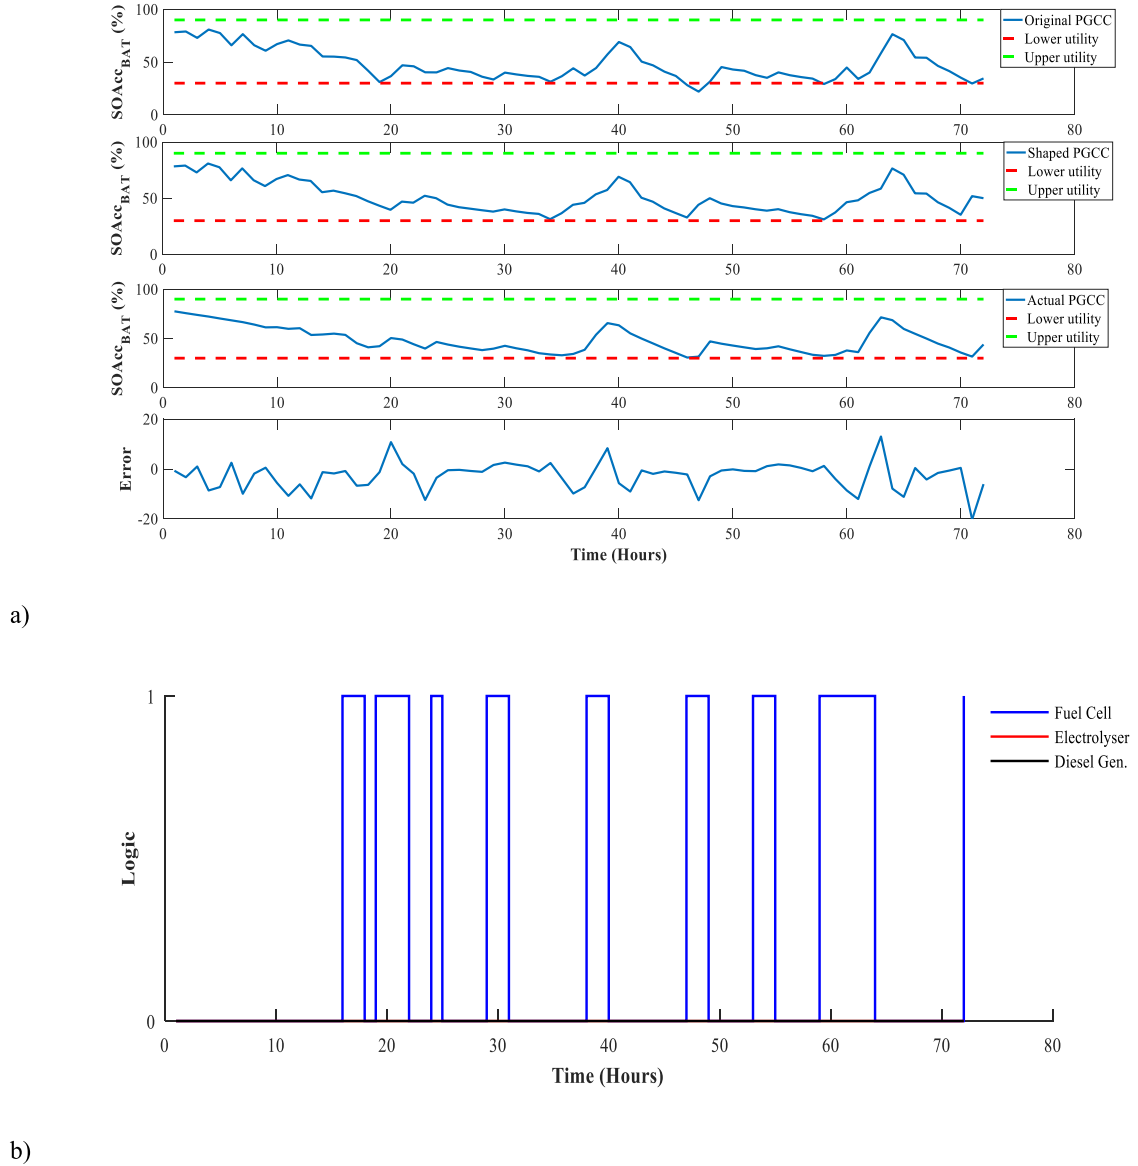 100
50
0
SOAcc_BAT (%)
0 10 20 30 40 50 60 70 80
Original PGCC
Lower utility
Upper utility
100
50
0
SOAcc_BAT (%)
0 10 20 30 40 50 60 70 80
Shaped PGCC
Lower utility
Upper utility
100
50
0
SOAcc_BAT (%)
0 10 20 30 40 50 60 70 80
Actual PGCC
Lower utility
Upper utility
20
0
-20
Error
0 10 20 30 40 50 60 70 80
Time (Hours)
a)
1
0
Logic
Fuel Cell
Electrolyser
Diesel Gen.
0 10 20 30 40 50 60 70 80
Time (Hours)
b)